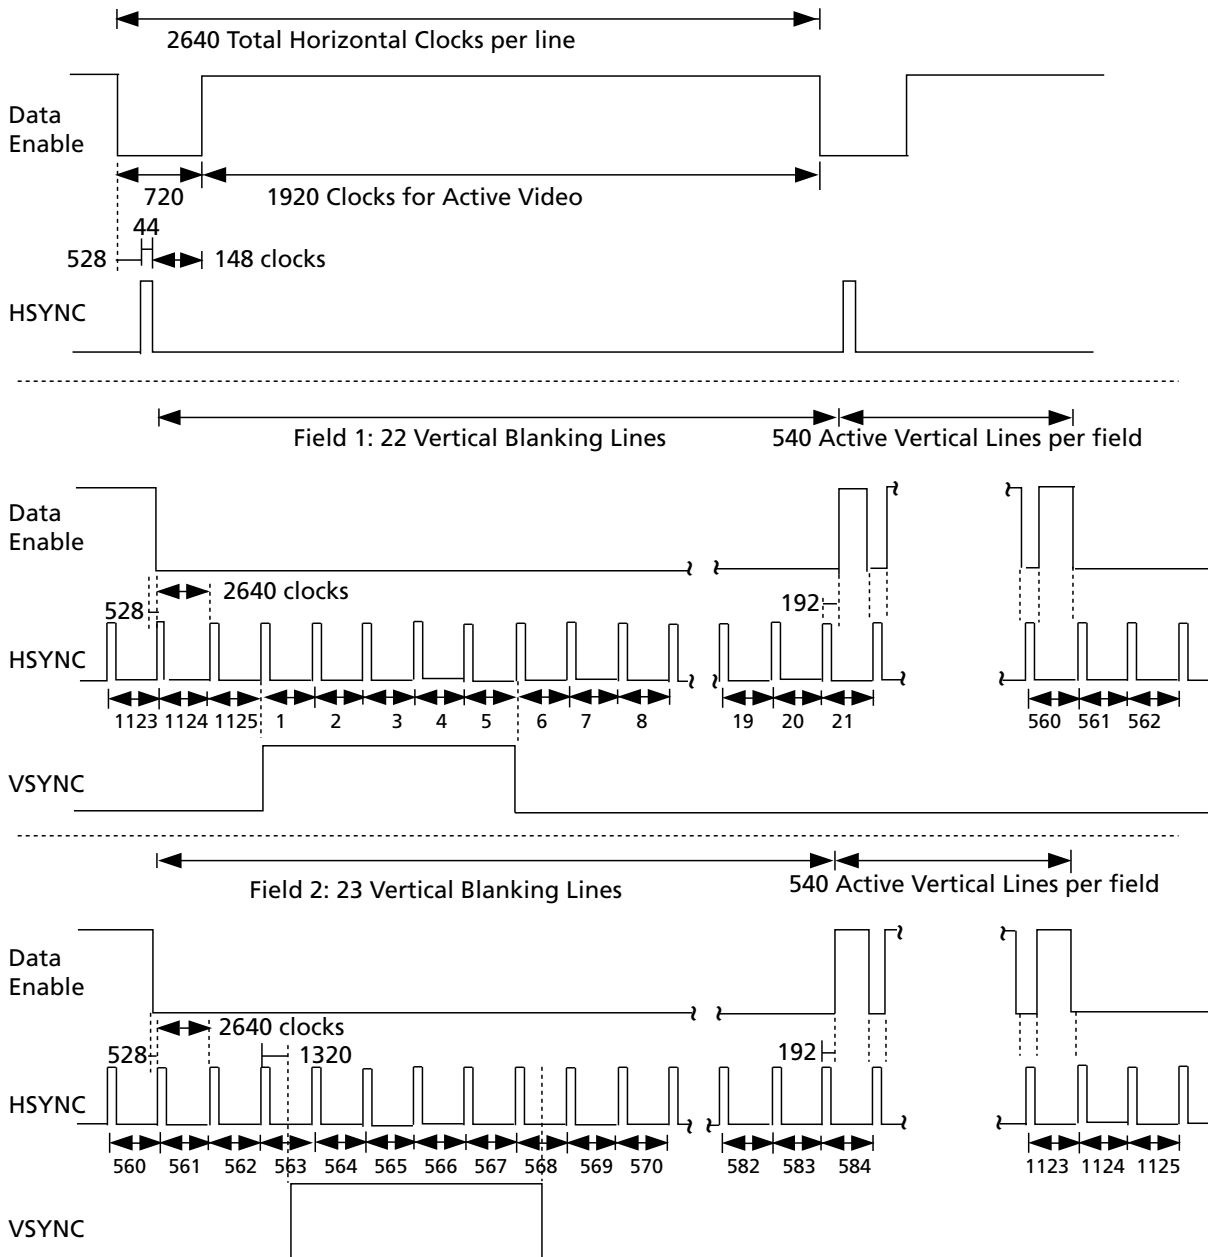 2640 Total Horizontal Clocks per line
Data
Enable
720
1920 Clocks for Active Video
44
528
148 clocks
HSYNC
Field 1: 22 Vertical Blanking Lines
540 Active Vertical Lines per field
Data
Enable
2640 clocks
528
192
HSYNC
1123 1124 1125 1 2 3 4 5 6 7 8 19 20 21 560 561 562
VSYNC
Field 2: 23 Vertical Blanking Lines
540 Active Vertical Lines per field
Data
Enable
2640 clocks
528
1320
192
HSYNC
560 561 562 563 564 565 566 567 568 569 570 582 583 584 1123 1124 1125
VSYNC